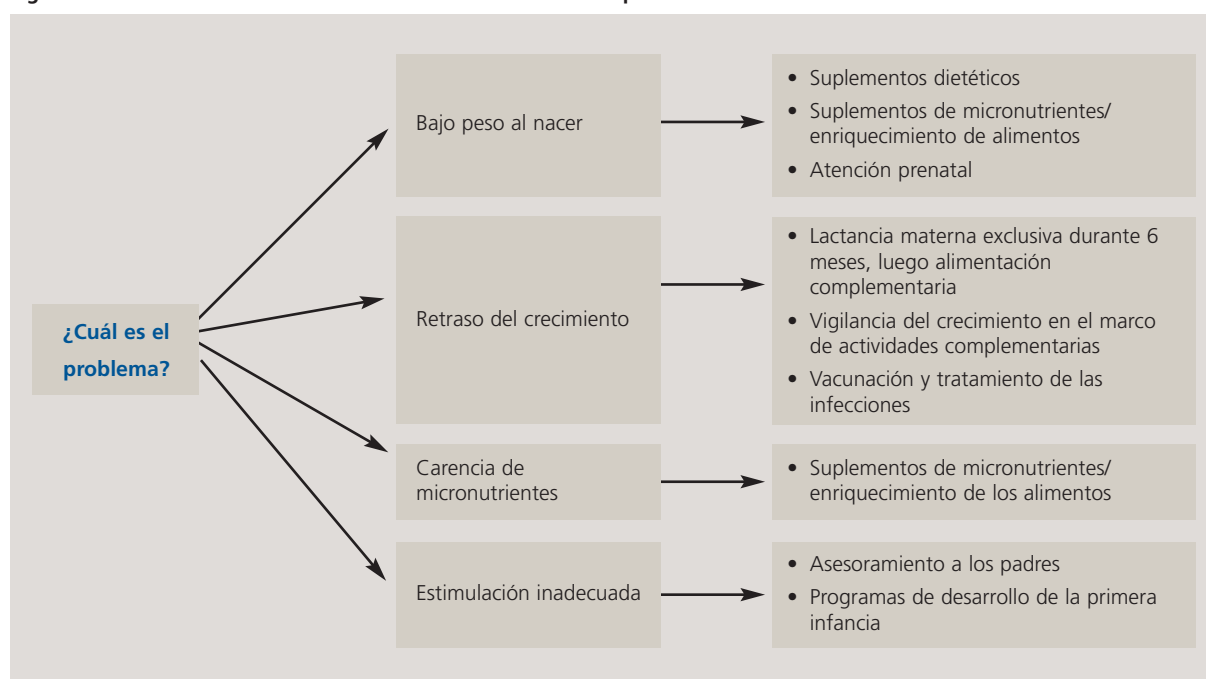 ¿Cuál es el
problema?
Bajo peso al nacer
• Suplementos dietéticos
• Suplementos de micronutrientes/
enriquecimiento de alimentos
• Atención prenatal
Retraso del crecimiento
• Lactancia materna exclusiva durante 6
meses, luego alimentación
complementaria
• Vigilancia del crecimiento en el marco
de actividades complementarias
• Vacunación y tratamiento de las
infecciones
Carencia de
micronutrientes
• Suplementos de micronutrientes/
enriquecimiento de los alimentos
Estimulación inadecuada
• Asesoramiento a los padres
• Programas de desarrollo de la primera
infancia